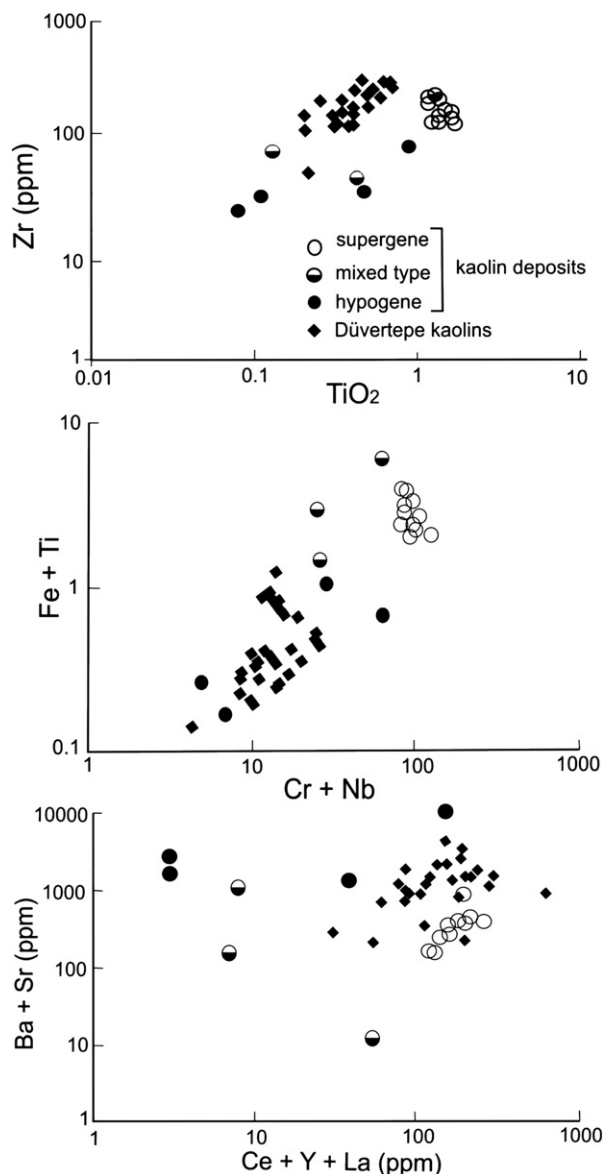 1000
100
10
1
Zr (ppm)
supergene
mixed type
hypogene
kaolin deposits
Düvertepe kaolins
0.01 0.1 1 10
TiO₂
10
1
0.1
Fe + Ti
1 10 100 1000
Cr + Nb
10000
1000
100
10
1
Ba + Sr (ppm)
1 10 100 1000
Ce + Y + La (ppm)